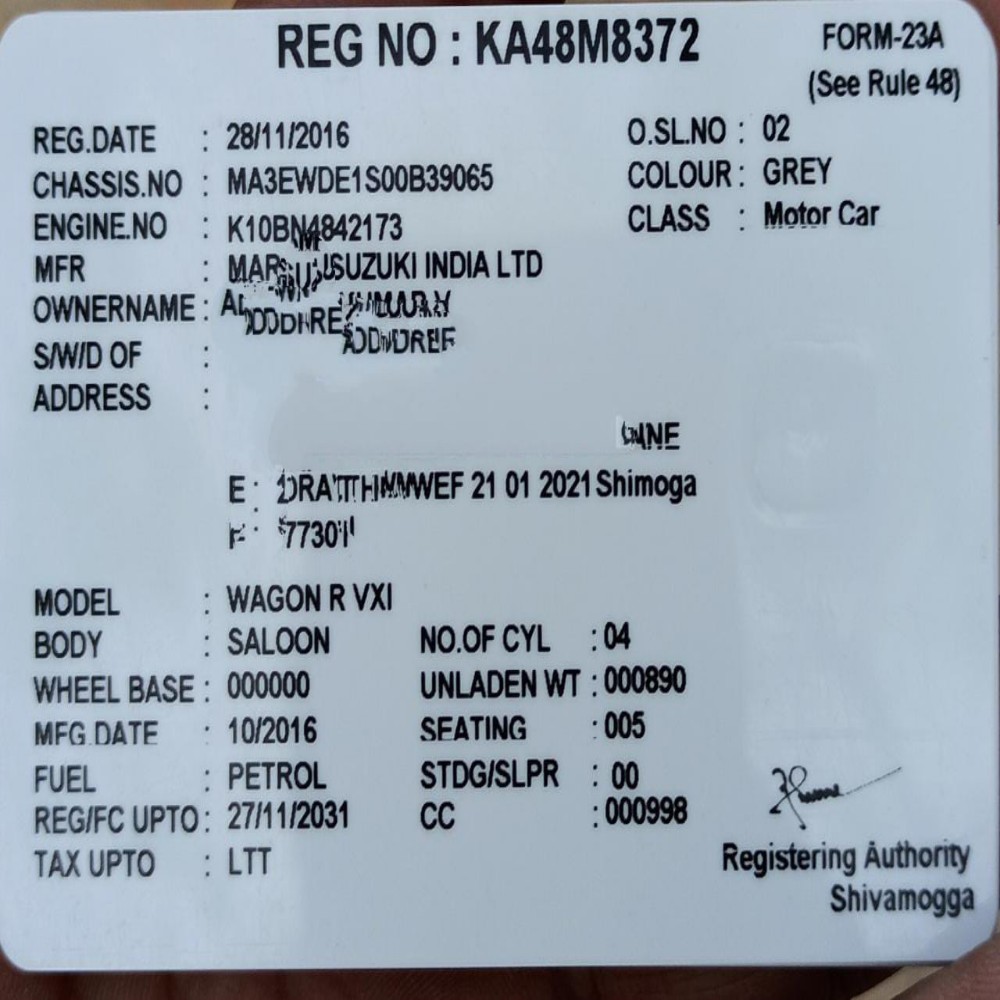 REG NO : KA48M8372
FORM-23A
(See Rule 48)
REG.DATE : 28/11/2016 O.SL.NO : 02
CHASSIS.NO : MA3EWDE1S00B39065 COLOUR : GREY
ENGINE.NO : K10BN4842173 CLASS : Motor Car
MFR : SUZUKI INDIA LTD
OWNERNAME :
S/W/D OF :
ADDRESS :
WEF 21 01 2021 Shimoga
MODEL : WAGON R VXI
BODY : SALOON NO.OF CYL : 04
WHEEL BASE : 000000 UNLADEN WT : 000890
MFG.DATE : 10/2016 SEATING : 005
FUEL : PETROL STDG/SLPR : 00
REG/FC UPTO : 27/11/2031 CC : 000998
TAX UPTO : LTT
Registering Authority
Shivamogga